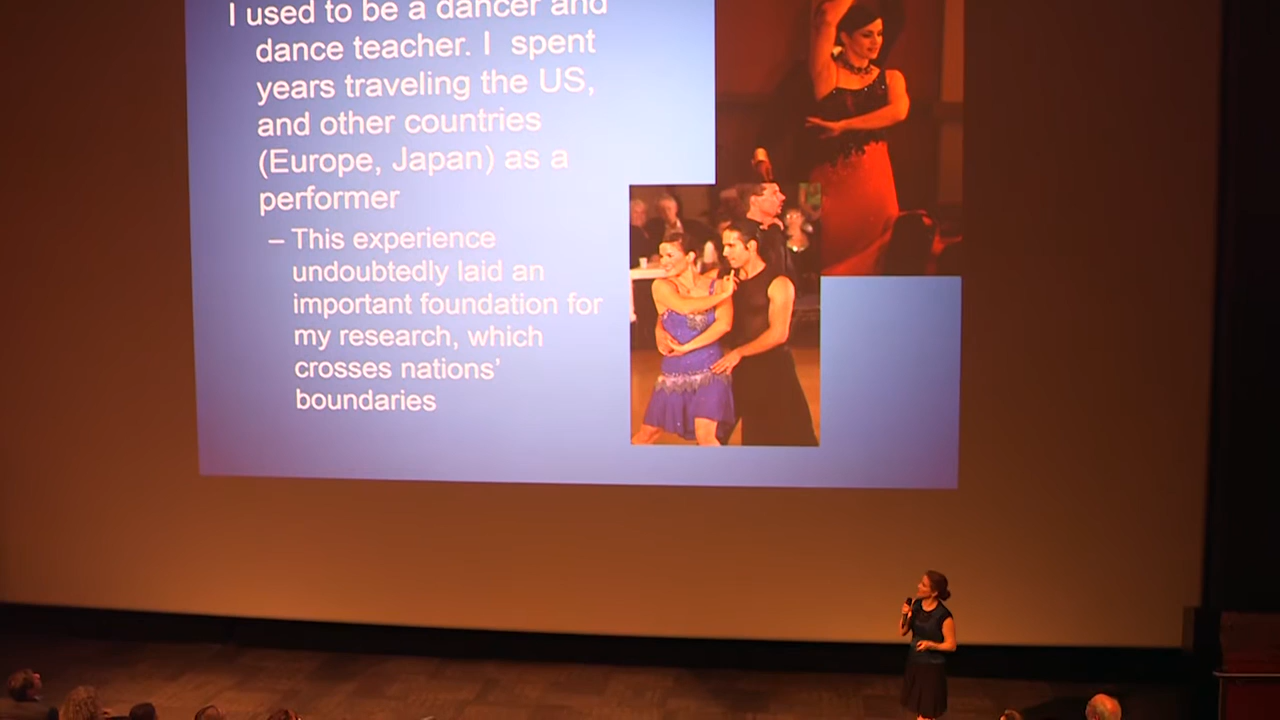 I used to be a dancer and
dance teacher. I spent
years traveling the US,
and other countries
(Europe, Japan) as a
performer
– This experience
undoubtedly laid an
important foundation for
my research, which
crosses nations’
boundaries